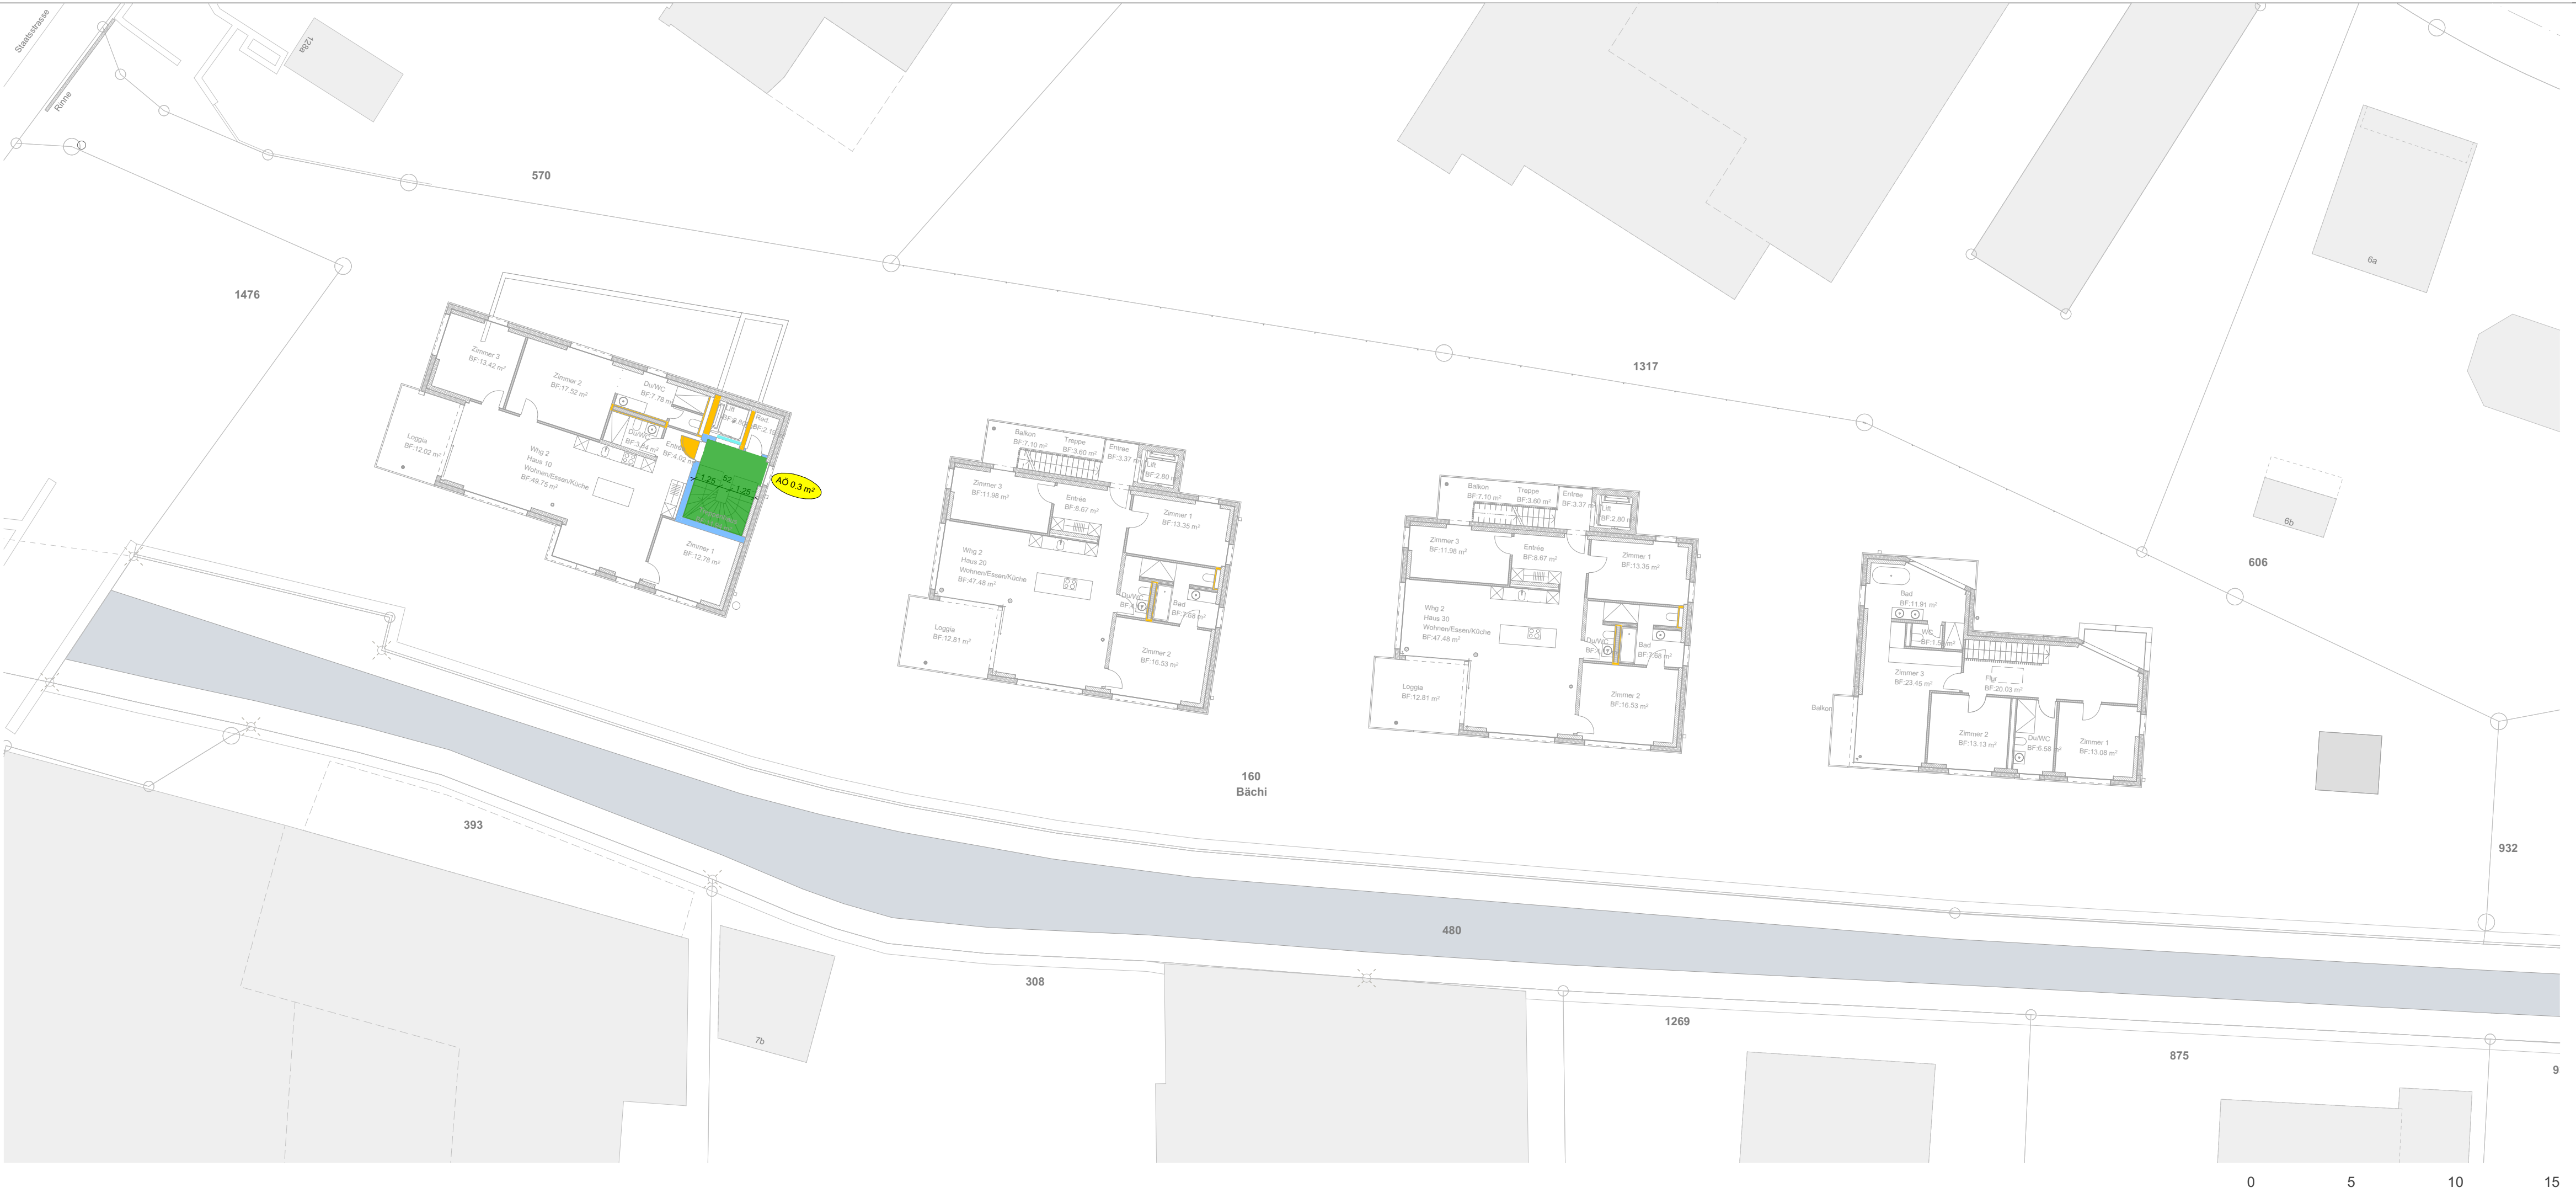 Staatsstrasse
Rinne
128a
570
1476
1317
6a
6b
606
932
Zimmer 3
BF:13.42 m²
Zimmer 2
BF:17.52 m²
Du/WC
BF:7.78 m²
Lift
Red.
Du/WC
Entrée
BF:4.02 m²
Loggia
BF:12.02 m²
Whg 2
Haus 10
Wohnen/Essen/Küche
BF:49.75 m²
1.25 52 1.25
AÖ 0.3 m²
Zimmer 1
BF:12.78 m²
Balkon
BF:7.10 m²
Treppe
BF:3.60 m²
Entree
BF:3.37 m²
Lift
BF:2.80 m²
Zimmer 3
BF:11.98 m²
Entrée
BF:8.67 m²
Zimmer 1
BF:13.35 m²
Whg 2
Haus 20
Wohnen/Essen/Küche
BF:47.48 m²
Du/WC
Bad
BF:7.68 m²
Loggia
BF:12.81 m²
Zimmer 2
BF:16.53 m²
Balkon
BF:7.10 m²
Treppe
BF:3.60 m²
Entree
BF:3.37 m²
Lift
BF:2.80 m²
Zimmer 3
BF:11.98 m²
Entrée
BF:8.67 m²
Zimmer 1
BF:13.35 m²
Whg 2
Haus 30
Wohnen/Essen/Küche
BF:47.48 m²
Du/WC
Bad
BF:7.68 m²
Loggia
BF:12.81 m²
Zimmer 2
BF:16.53 m²
Bad
BF:11.91 m²
WC
Zimmer 3
BF:23.45 m²
Flur
BF:20.03 m²
Balkon
Zimmer 2
BF:13.13 m²
Du/WC
BF:6.58 m²
Zimmer 1
BF:13.08 m²
160
Bächi
393
480
308
7b
1269
875
9
0 5 10 15